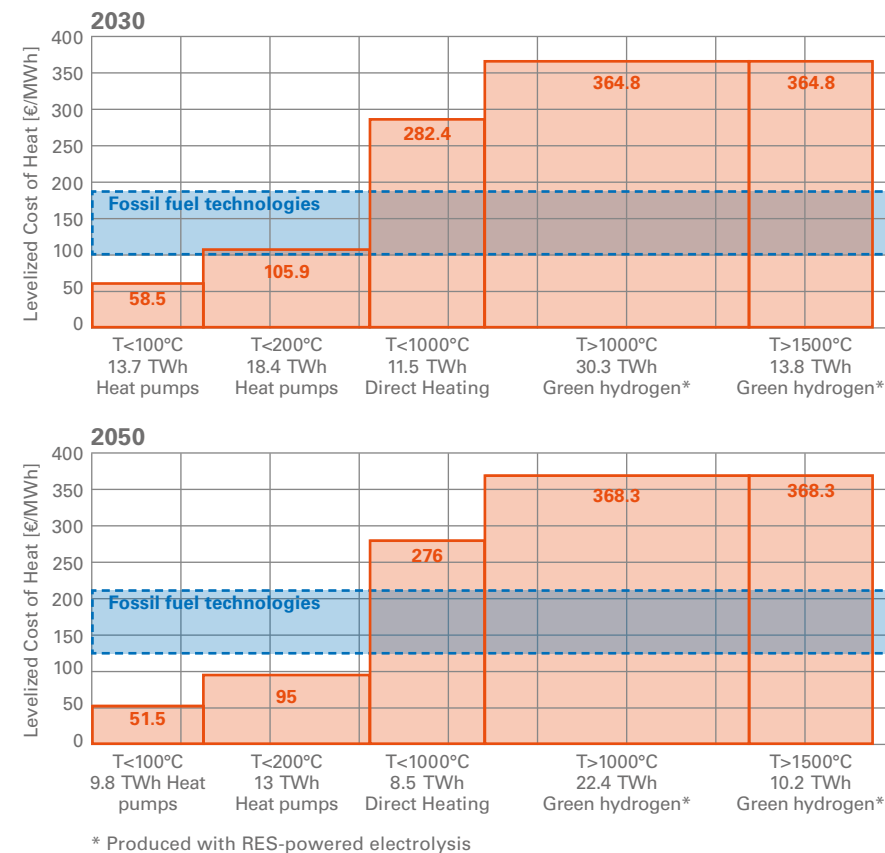 2030
Levelized Cost of Heat [€/MWh]
400
350
300
250
200
150
100
50
0
364.8
364.8
282.4
Fossil fuel technologies
105.9
58.5
T<100°C
13.7 TWh
Heat pumps
T<200°C
18.4 TWh
Heat pumps
T<1000°C
11.5 TWh
Direct Heating
T>1000°C
30.3 TWh
Green hydrogen*
T>1500°C
13.8 TWh
Green hydrogen*
2050
Levelized Cost of Heat [€/MWh]
400
350
300
250
200
150
100
50
0
368.3
368.3
276
Fossil fuel technologies
95
51.5
T<100°C
9.8 TWh Heat
pumps
T<200°C
13 TWh
Heat pumps
T<1000°C
8.5 TWh
Direct Heating
T>1000°C
22.4 TWh
Green hydrogen*
T>1500°C
10.2 TWh
Green hydrogen*
* Produced with RES-powered electrolysis